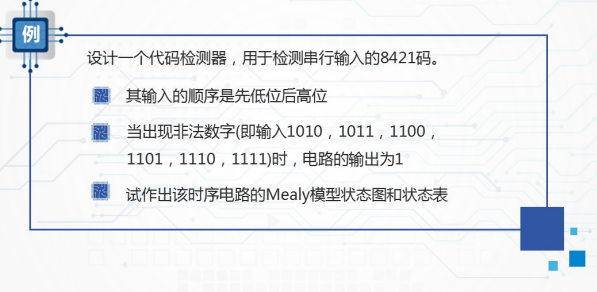 例
设计一个代码检测器，用于检测串行输入的8421码。
其输入的顺序是先低位后高位
当出现非法数字(即输入1010，1011，1100，
1101，1110，1111)时，电路的输出为1
试作出该时序电路的Mealy模型状态图和状态表